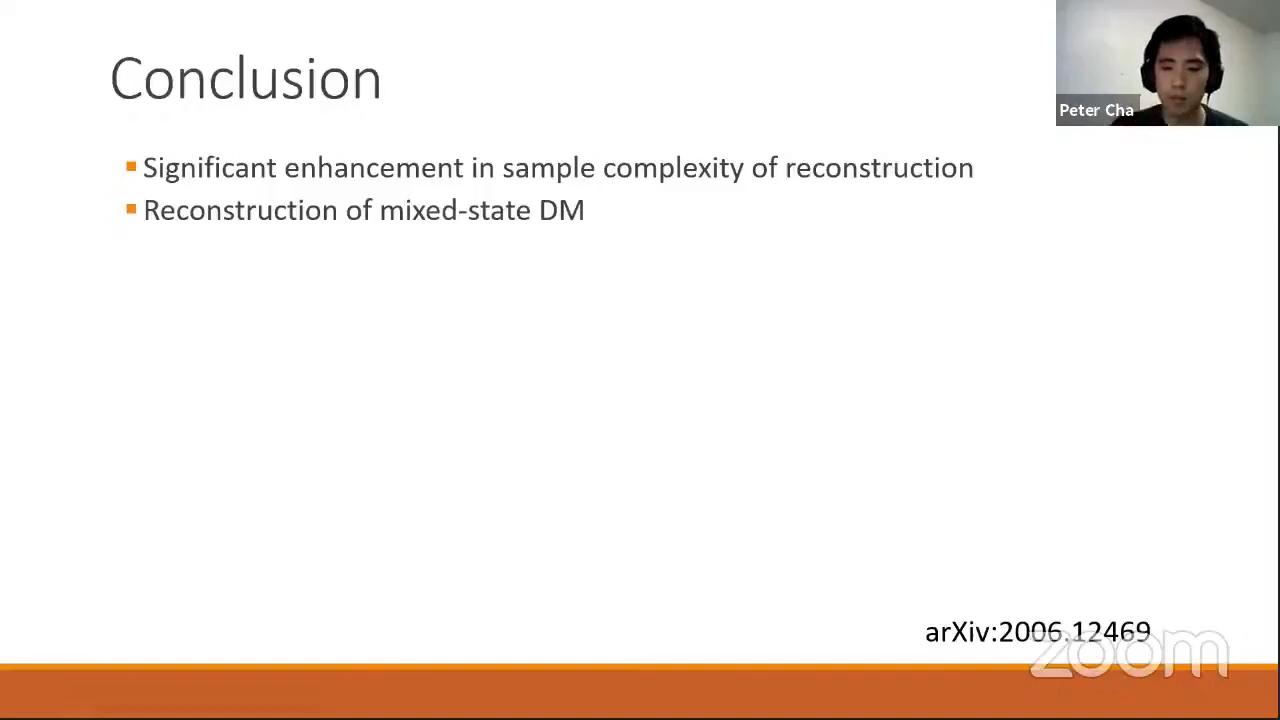 Conclusion
Peter Cha
▪ Significant enhancement in sample complexity of reconstruction
▪ Reconstruction of mixed-state DM
arXiv:2006.12469
zoom